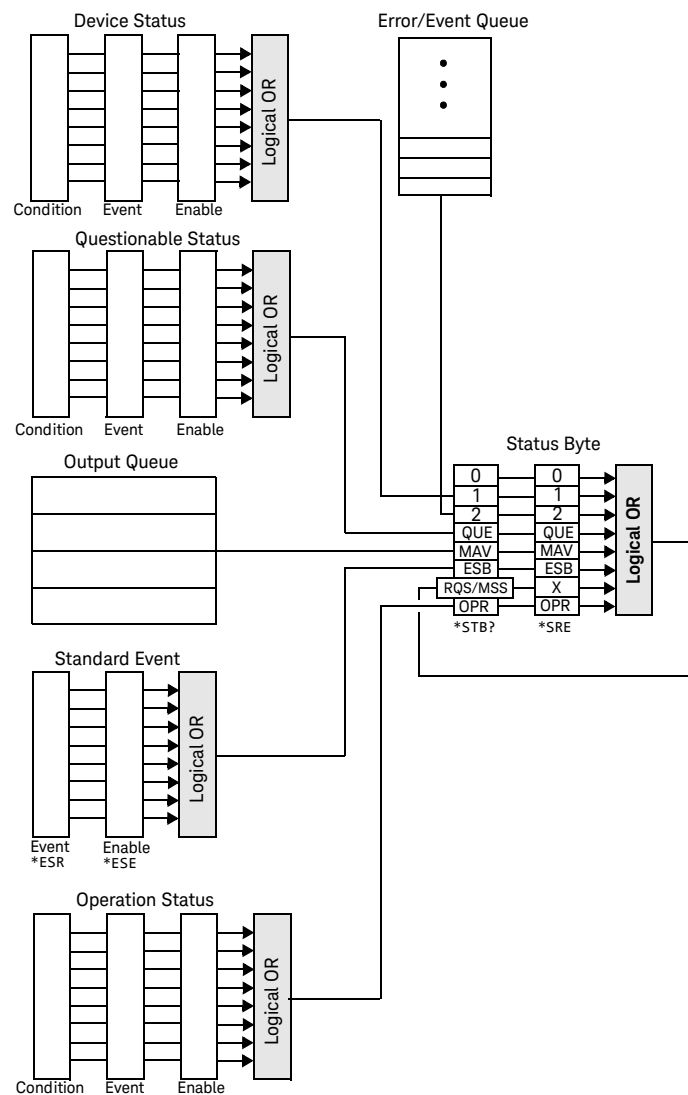 Device Status
Logical OR
Condition Event Enable
Error/Event Queue
Questionable Status
Logical OR
Condition Event Enable
Output Queue
Status Byte
0 0
1 1
2 2
QUE QUE
MAV MAV
ESB ESB
RQS/MSS X
OPR OPR
*STB? *SRE
Logical OR
Standard Event
Logical OR
Event Enable
*ESR *ESE
Operation Status
Logical OR
Condition Event Enable